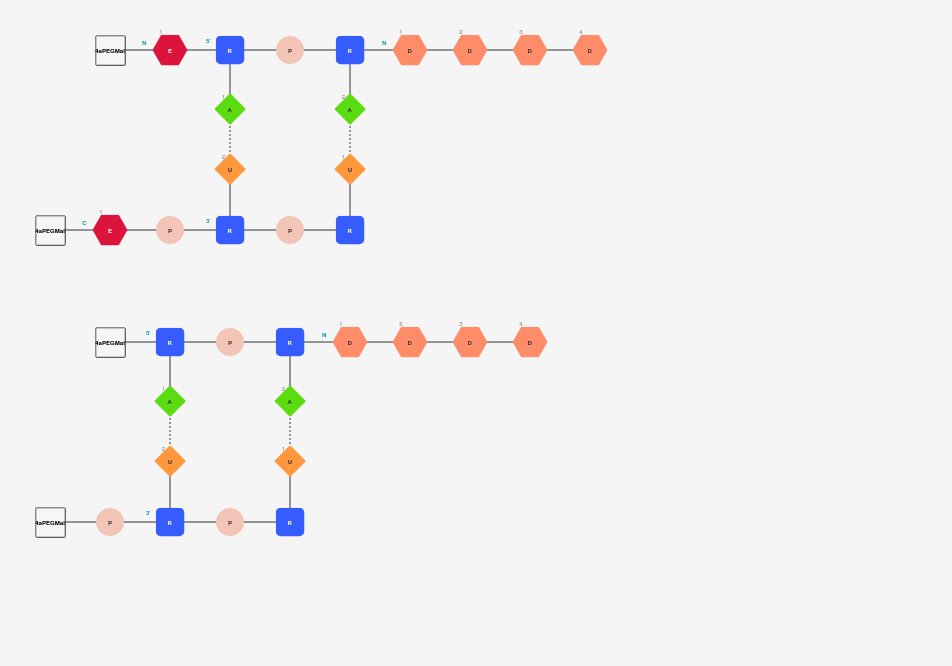 1 5' 1 2 3 4
4aPEGMal N E R P R N D D D D
1 2
A A
2 1
U U
1 3'
4aPEGMal C E P R P R
5' 1 2 3 4
4aPEGMal R P R N D D D D
1 2
A A
2 1
U U
3'
4aPEGMal P R P R